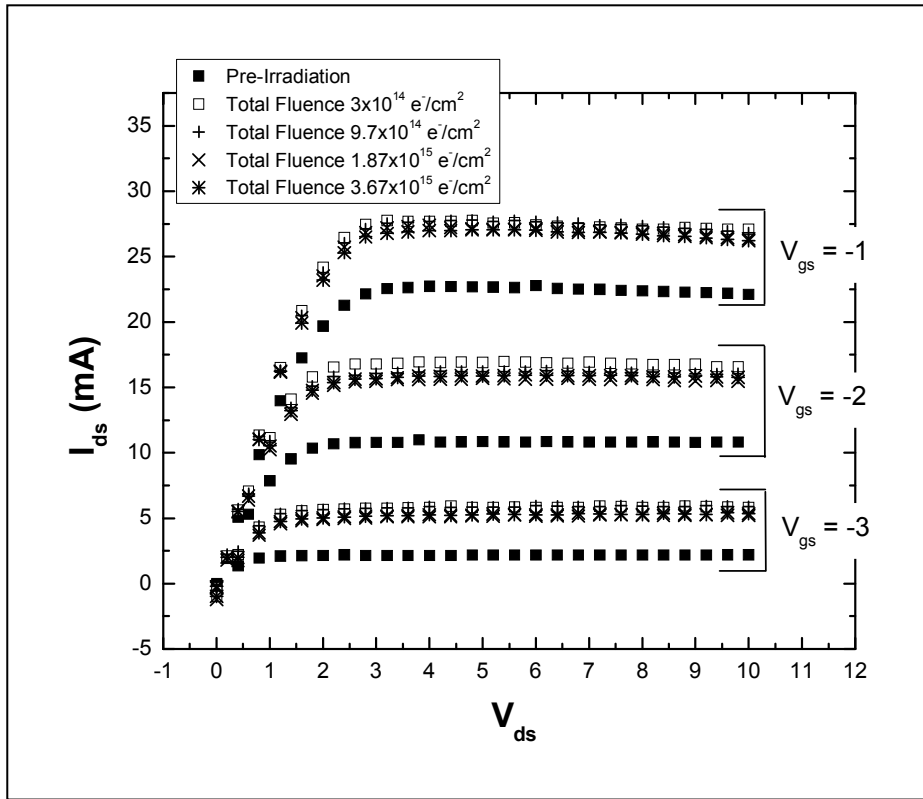 Pre-Irradiation
Total Fluence 3x10¹⁴ e⁻/cm²
Total Fluence 9.7x10¹⁴ e⁻/cm²
Total Fluence 1.87x10¹⁵ e⁻/cm²
Total Fluence 3.67x10¹⁵ e⁻/cm²
35
30
25
20
15
10
5
0
-5
I_ds (mA)
V_gs = -1
V_gs = -2
V_gs = -3
-1 0 1 2 3 4 5 6 7 8 9 10 11 12
V_ds